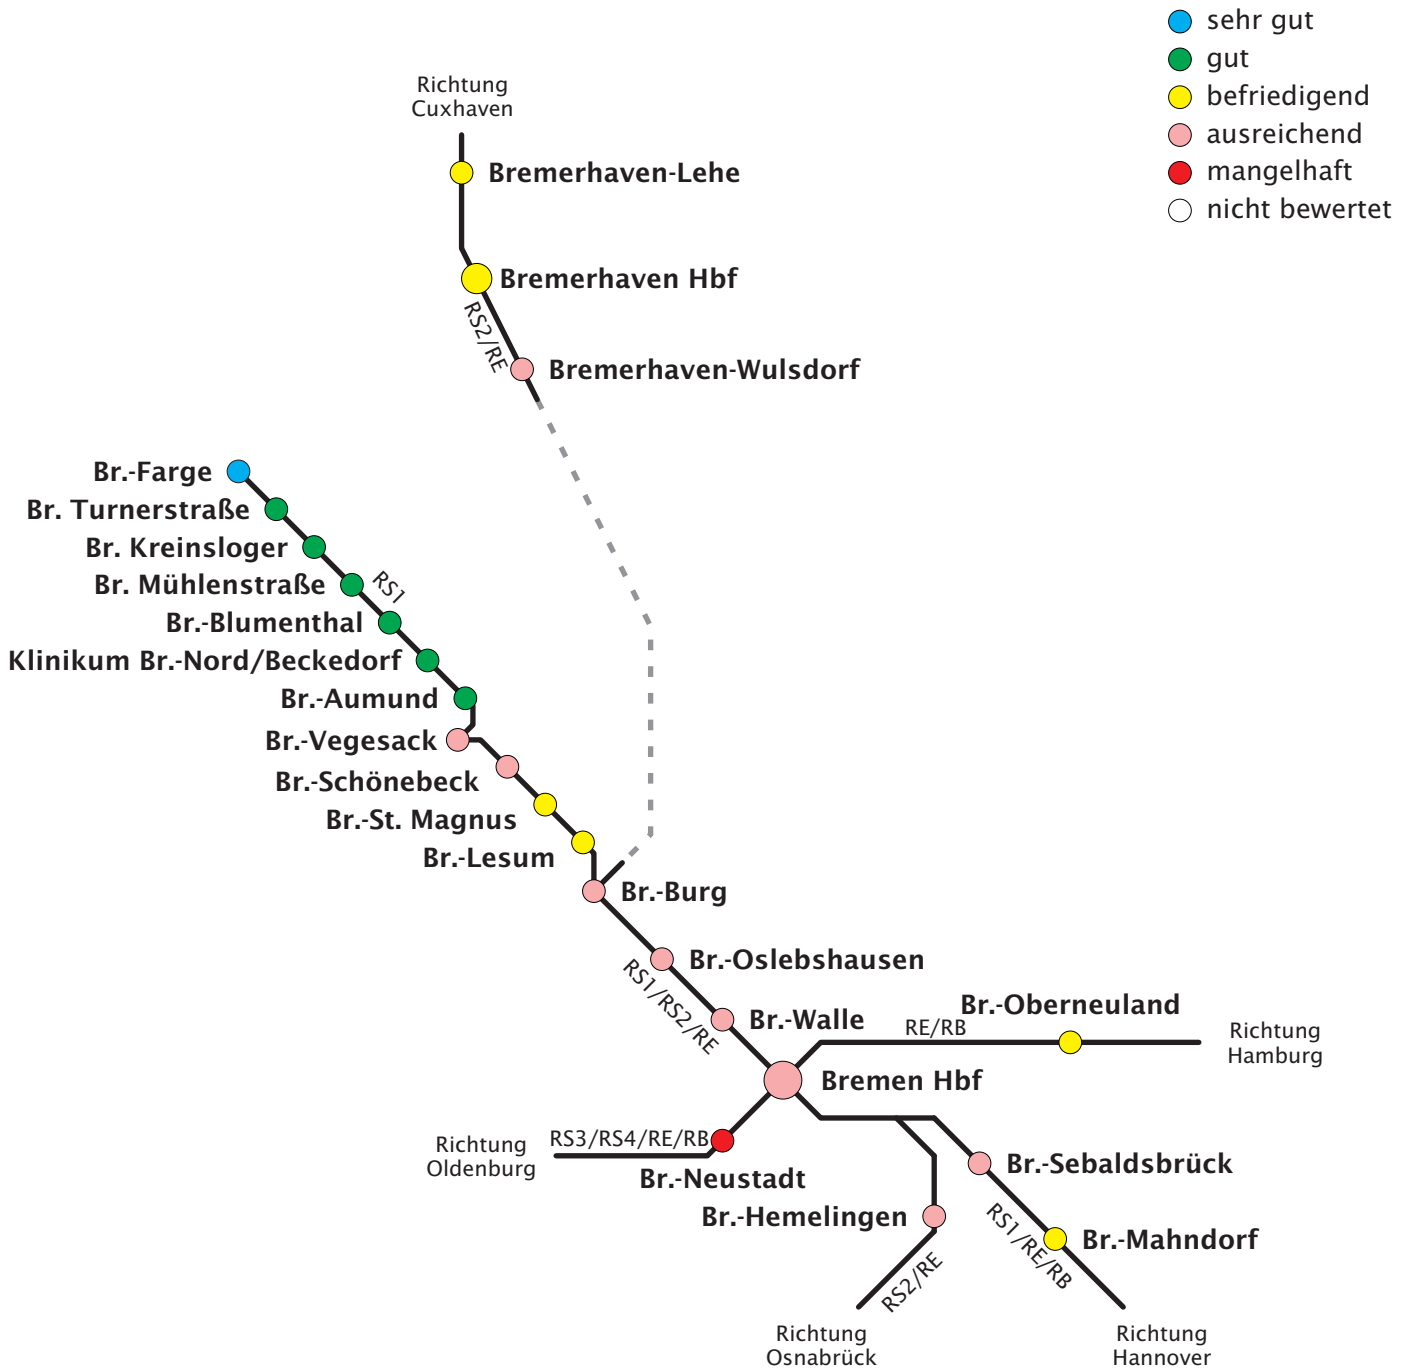 sehr gut
gut
befriedigend
ausreichend
mangelhaft
nicht bewertet
Richtung
Cuxhaven
Bremerhaven-Lehe
Bremerhaven Hbf
RS2/RE
Bremerhaven-Wulsdorf
Br.-Farge
Br. Turnerstraße
Br. Kreinsloger
Br. Mühlenstraße
RS1
Br.-Blumenthal
Klinikum Br.-Nord/Beckedorf
Br.-Aumund
Br.-Vegesack
Br.-Schönebeck
Br.-St. Magnus
Br.-Lesum
Br.-Burg
Br.-Oslebshausen
RS1/RS2/RE
Br.-Walle
Br.-Oberneuland
RE/RB
Richtung
Hamburg
Bremen Hbf
RS3/RS4/RE/RB
Richtung
Oldenburg
Br.-Neustadt
Br.-Sebaldsbrück
Br.-Hemelingen
RS1/RE/RB
Br.-Mahndorf
RS2/RE
Richtung
Osnabrück
Richtung
Hannover